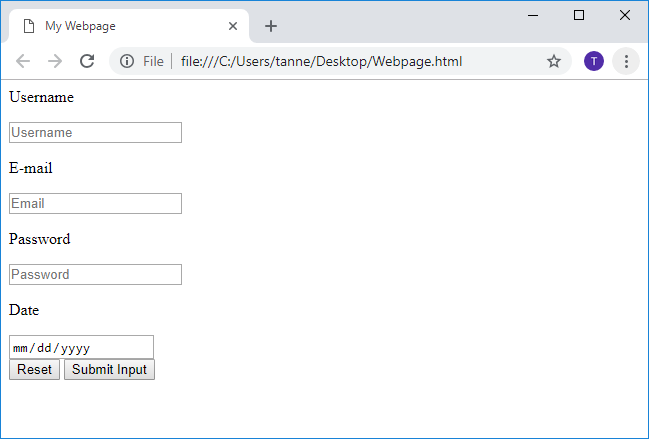 My Webpage
File file:///C:/Users/tanne/Desktop/Webpage.html T
Username
Username
E-mail
Email
Password
Password
Date
mm/dd/yyyy
Reset Submit Input